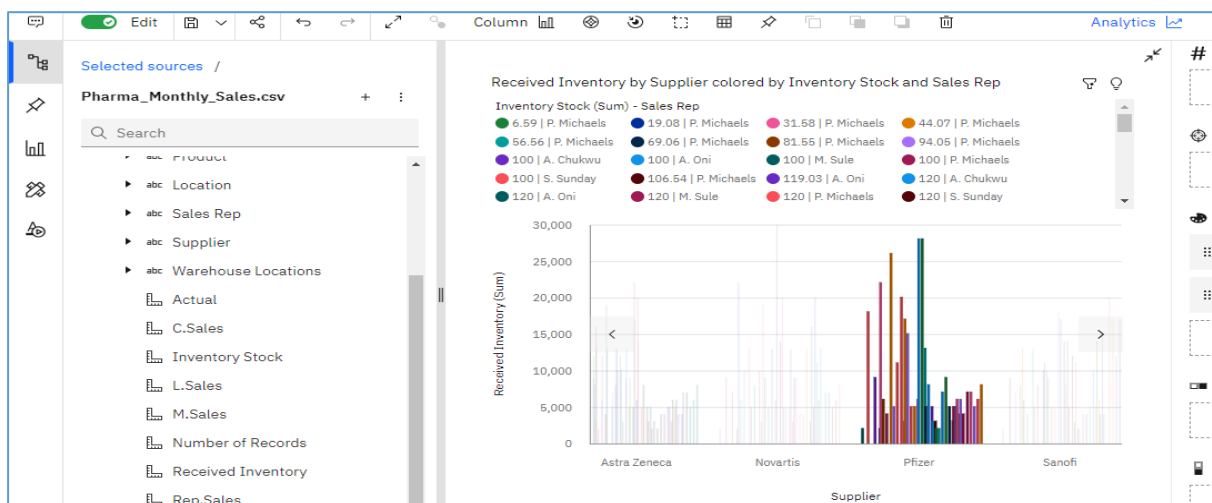 Edit
Column
Analytics
Selected sources /
Pharma_Monthly_Sales.csv
Search
Product
Location
Sales Rep
Supplier
Warehouse Locations
Actual
C.Sales
Inventory Stock
L.Sales
M.Sales
Number of Records
Received Inventory
Rep.Sales
Received Inventory by Supplier colored by Inventory Stock and Sales Rep
Inventory Stock (Sum) - Sales Rep
6.59 | P. Michaels 19.08 | P. Michaels 31.58 | P. Michaels 44.07 | P. Michaels
56.56 | P. Michaels 69.06 | P. Michaels 81.55 | P. Michaels 94.05 | P. Michaels
100 | A. Chukwu 100 | A. Oni 100 | M. Sule 100 | P. Michaels
100 | S. Sunday 106.54 | P. Michaels 119.03 | A. Oni 120 | A. Chukwu
120 | A. Oni 120 | M. Sule 120 | P. Michaels 120 | S. Sunday
Received Inventory (Sum)
30,000
25,000
20,000
15,000
10,000
5,000
0
Astra Zeneca Novartis Pfizer Sanofi
Supplier